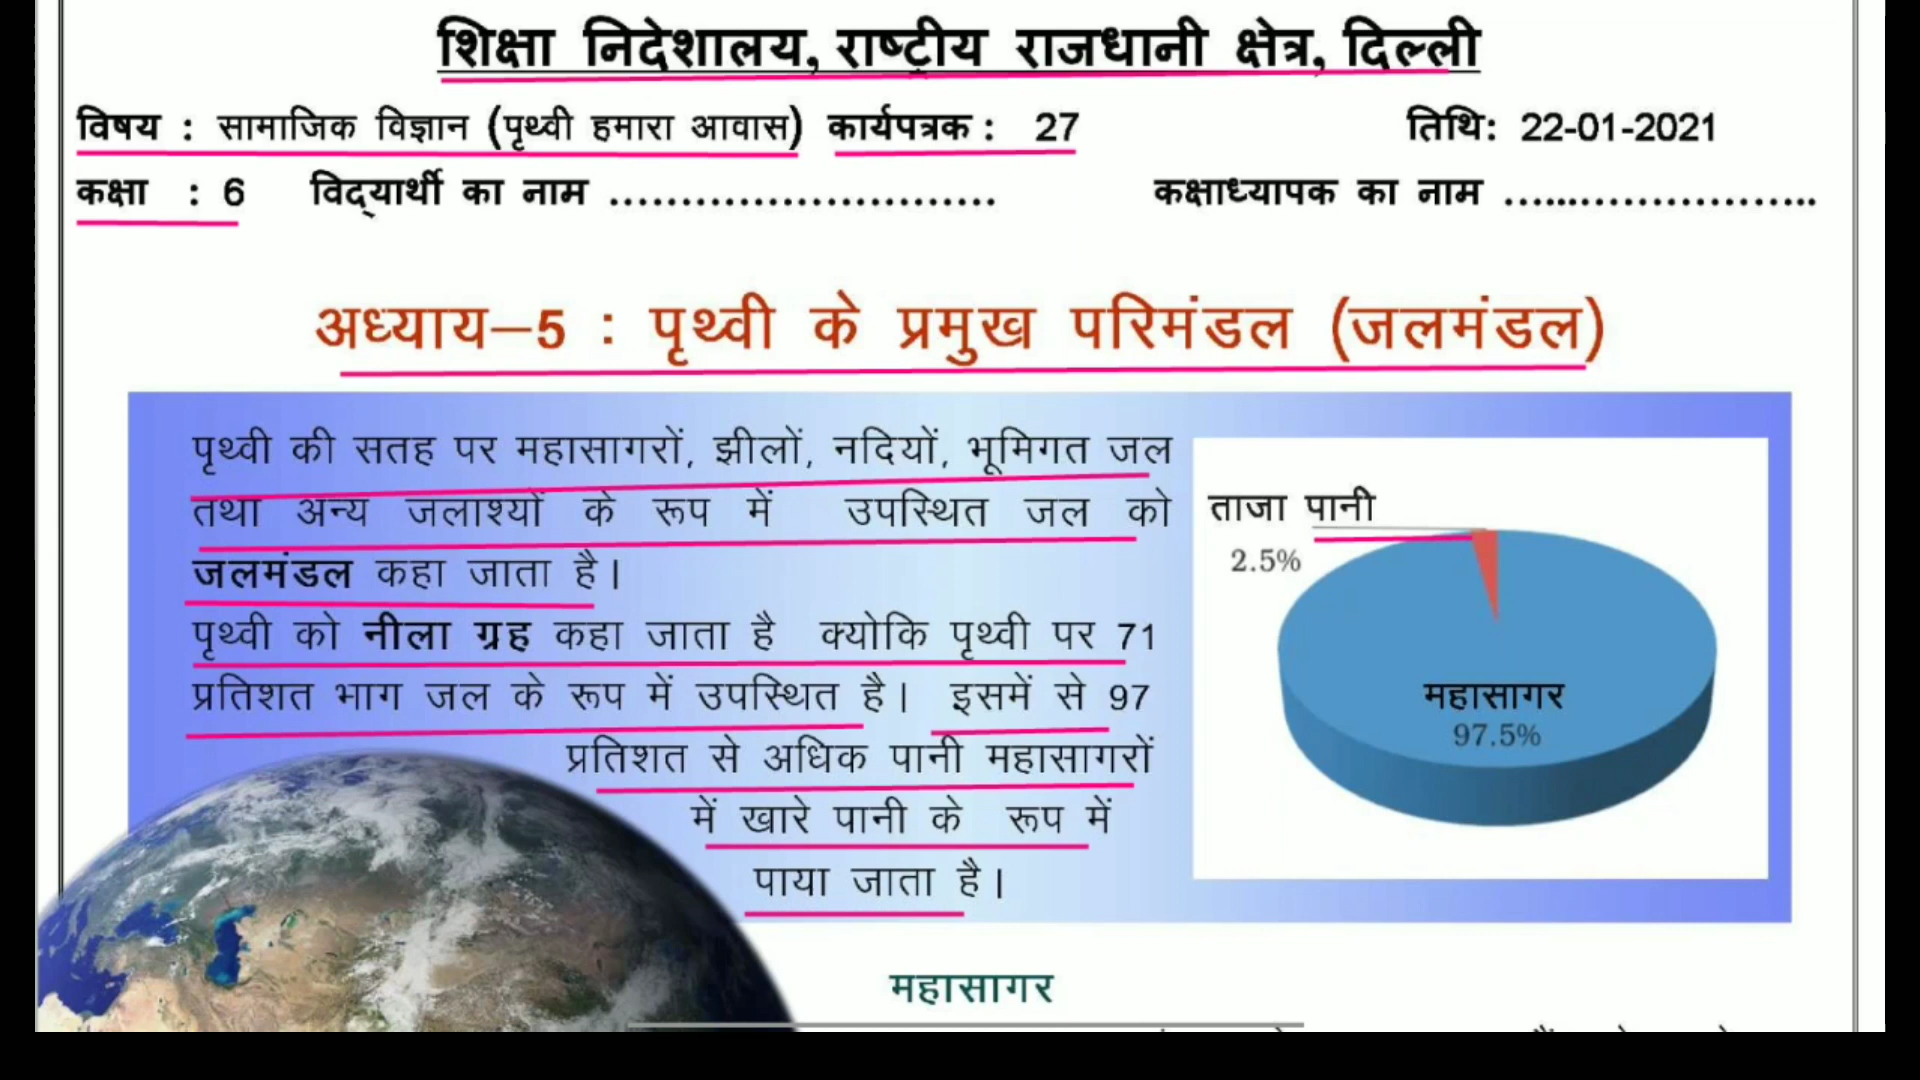 शिक्षा निदेशालय, राष्ट्रीय राजधानी क्षेत्र, दिल्ली
विषय : सामाजिक विज्ञान (पृथ्वी हमारा आवास) कार्यपत्रक : 27 तिथि: 22-01-2021
कक्षा : 6 विद्यार्थी का नाम ........................... कक्षाध्यापक का नाम ......................
अध्याय–5 : पृथ्वी के प्रमुख परिमंडल (जलमंडल)
पृथ्वी की सतह पर महासागरों, झीलों, नदियों, भूमिगत जल
तथा अन्य जलाश्यों के रूप में उपस्थित जल को
जलमंडल कहा जाता है।
पृथ्वी को नीला ग्रह कहा जाता है क्योकि पृथ्वी पर 71
प्रतिशत भाग जल के रूप में उपस्थित है। इसमें से 97
प्रतिशत से अधिक पानी महासागरों
में खारे पानी के रूप में
पाया जाता है।
ताजा पानी
2.5%
महासागर
97.5%
महासागर